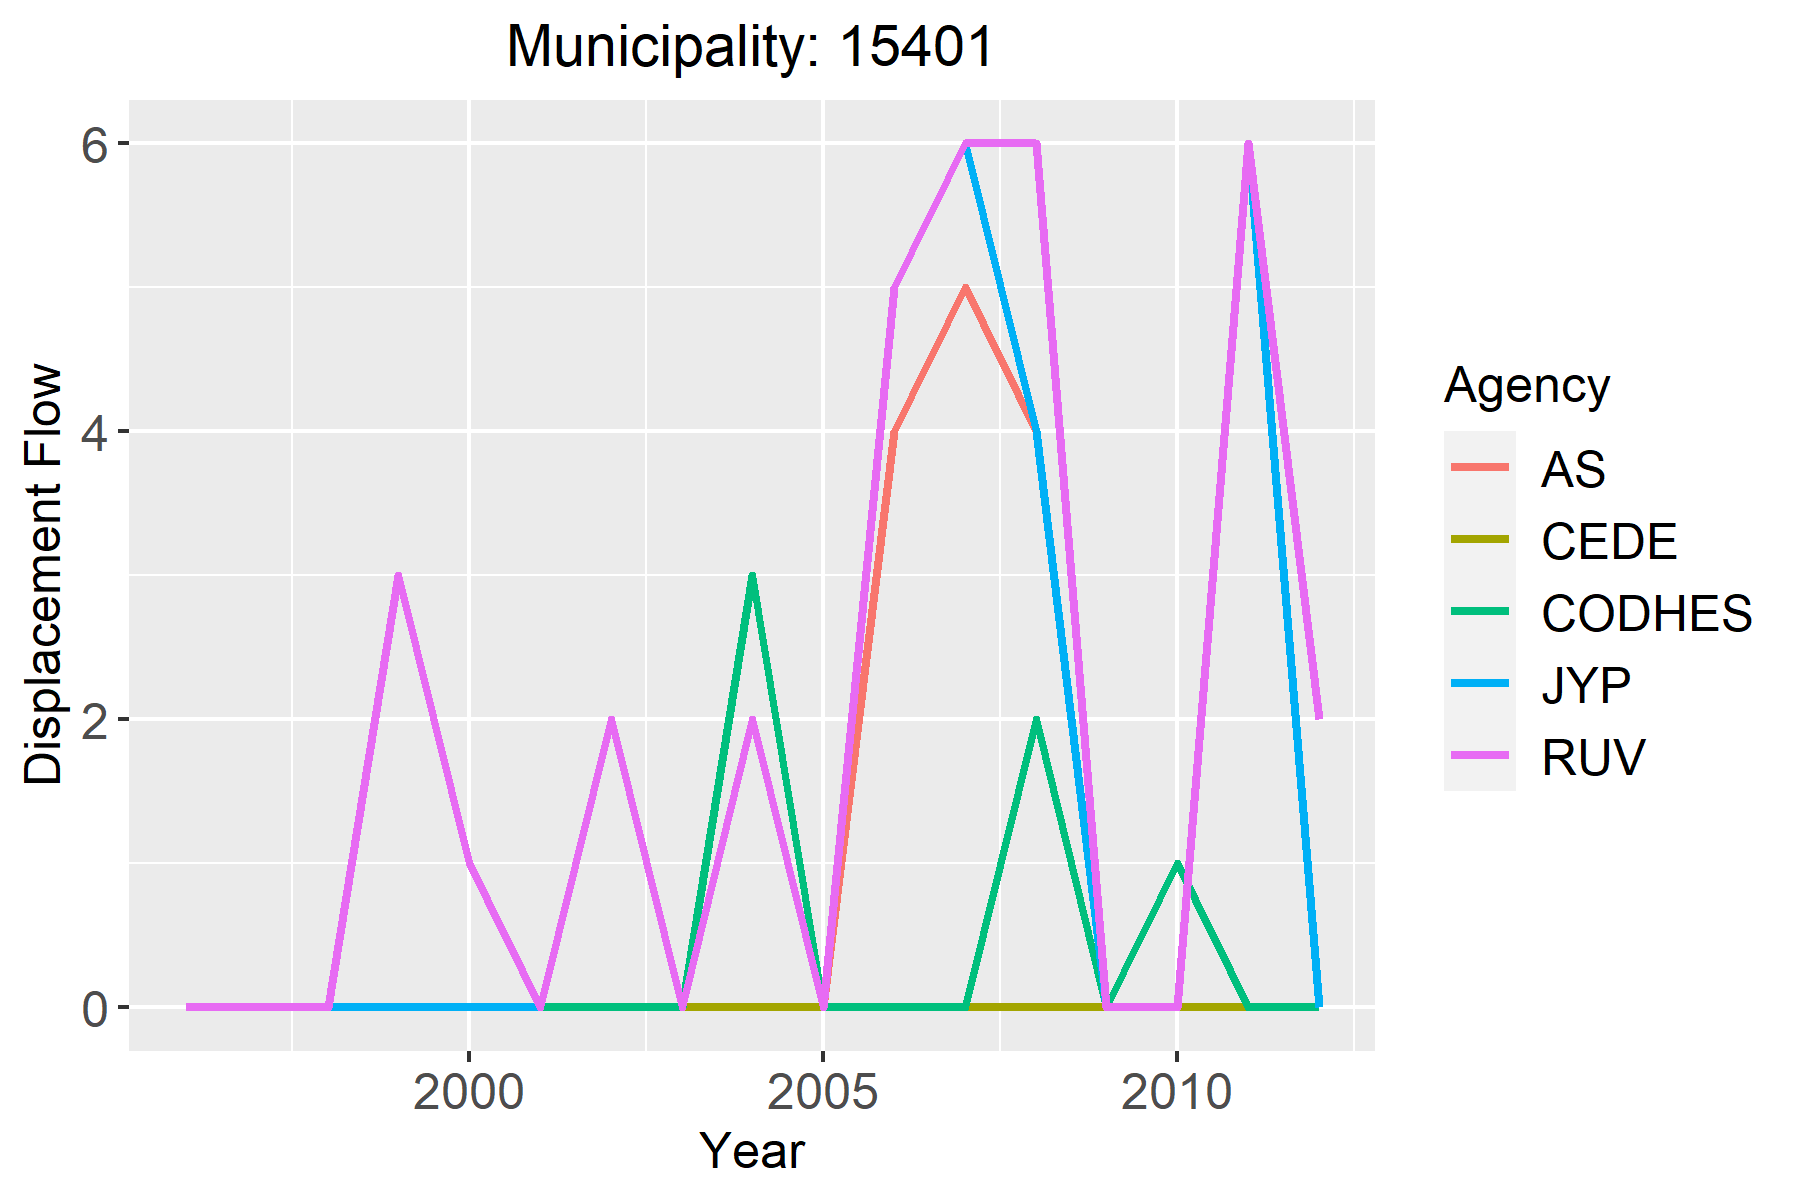 Municipality: 15401
6
4
2
0
Displacement Flow
2000
2005
2010
Year
Agency
AS
CEDE
CODHES
JYP
RUV